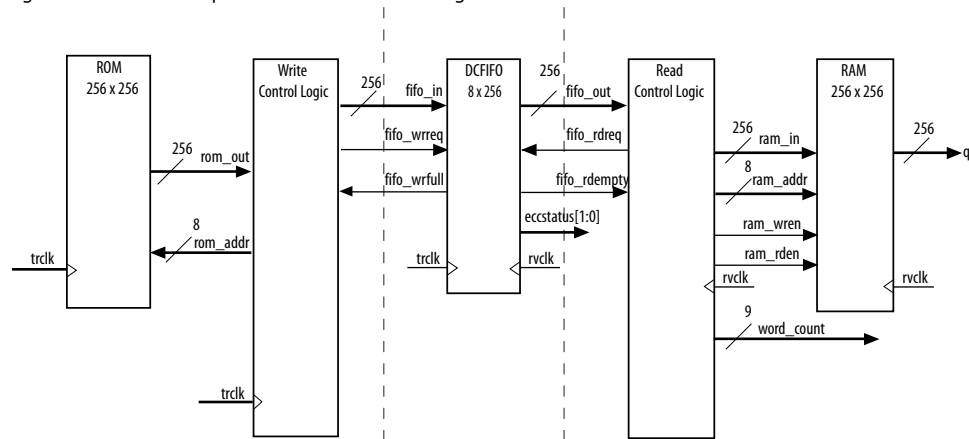 ROM
256 x 256
Write
Control Logic
DCFIFO
8 x 256
Read
Control Logic
RAM
256 x 256
256
fifo_in
256
fifo_out
fifo_wrreq
fifo_rdreq
256
rom_out
fifo_wrfull
fifo_rdempty
256
ram_in
8
ram_addr
256
q
eccstatus[1:0]
8
rom_addr
ram_wren
ram_rden
trclk
trclk
rvclk
rvclk
rvclk
9
word_count
trclk